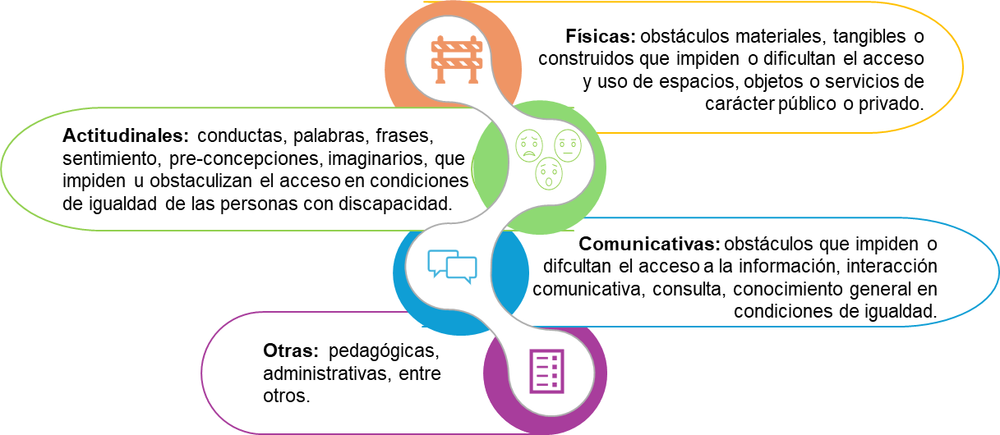 Físicas: obstáculos materiales, tangibles o
construidos que impiden o dificultan el acceso
y uso de espacios, objetos o servicios de
carácter público o privado.
Actitudinales: conductas, palabras, frases,
sentimiento, pre-concepciones, imaginarios, que
impiden u obstaculizan el acceso en condiciones
de igualdad de las personas con discapacidad.
Comunicativas: obstáculos que impiden o
difcultan el acceso a la información, interacción
comunicativa, consulta, conocimiento general en
condiciones de igualdad.
Otras: pedagógicas,
administrativas, entre
otros.